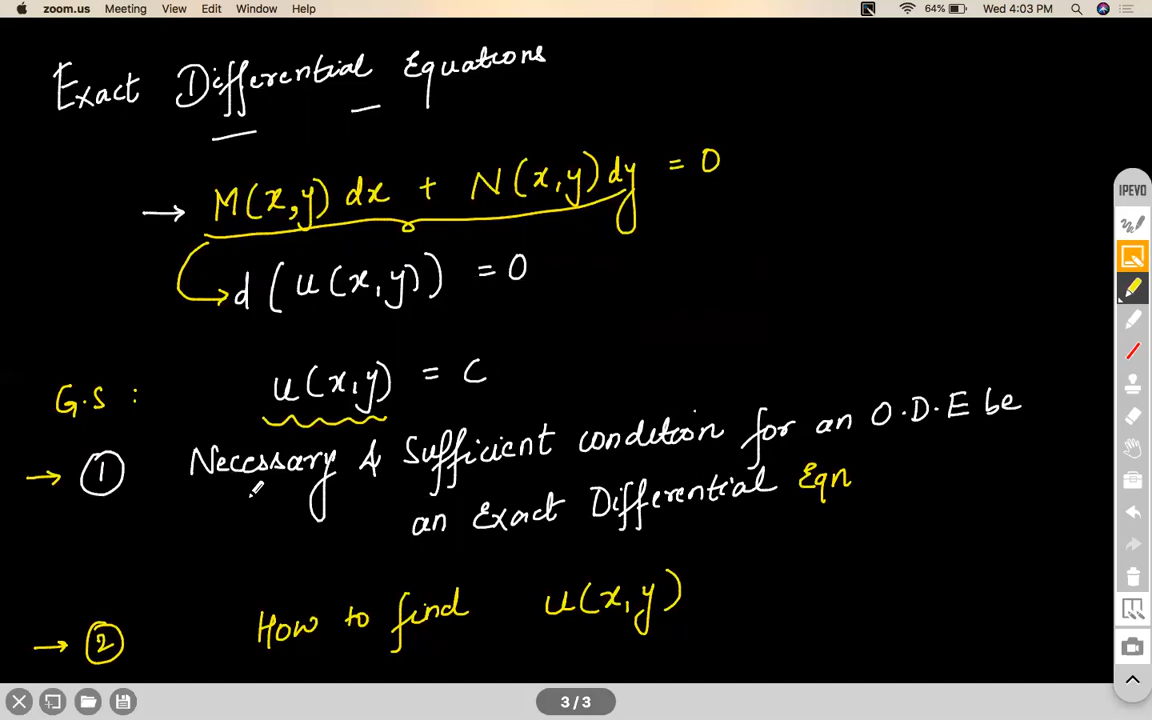 zoom.us Meeting View Edit Window Help 64% Wed 4:03 PM
Exact Differential Equations
→ M(x,y) dx + N(x,y) dy = 0
d(u(x,y)) = 0
G.S : u(x,y) = C
→ ① Necessary & Sufficient condition for an O.D.E be
an Exact Differential Eqn
→ ② How to find u(x,y)
IPEVO
3/3